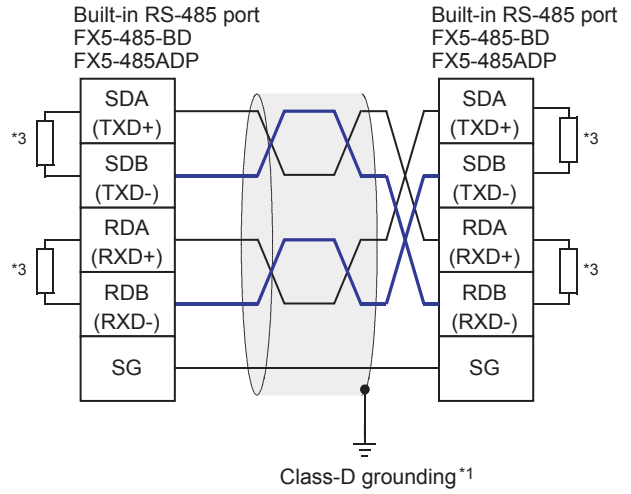 Built-in RS-485 port
FX5-485-BD
FX5-485ADP
Built-in RS-485 port
FX5-485-BD
FX5-485ADP
SDA
(TXD+)
SDB
(TXD-)
RDA
(RXD+)
RDB
(RXD-)
SG
*3
*3
SDA
(TXD+)
SDB
(TXD-)
RDA
(RXD+)
RDB
(RXD-)
SG
*3
*3
Class-D grounding*1